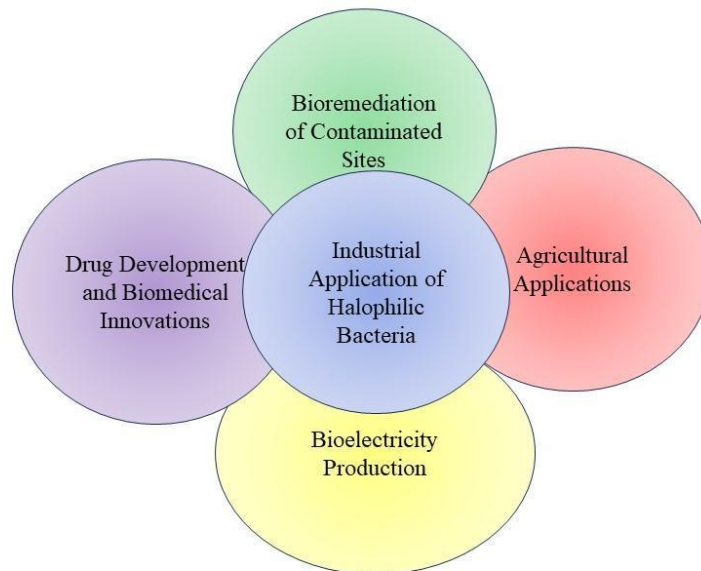 Bioremediation
of Contaminated
Sites
Drug Development
and Biomedical
Innovations
Industrial
Application of
Halophilic
Bacteria
Agricultural
Applications
Bioelectricity
Production